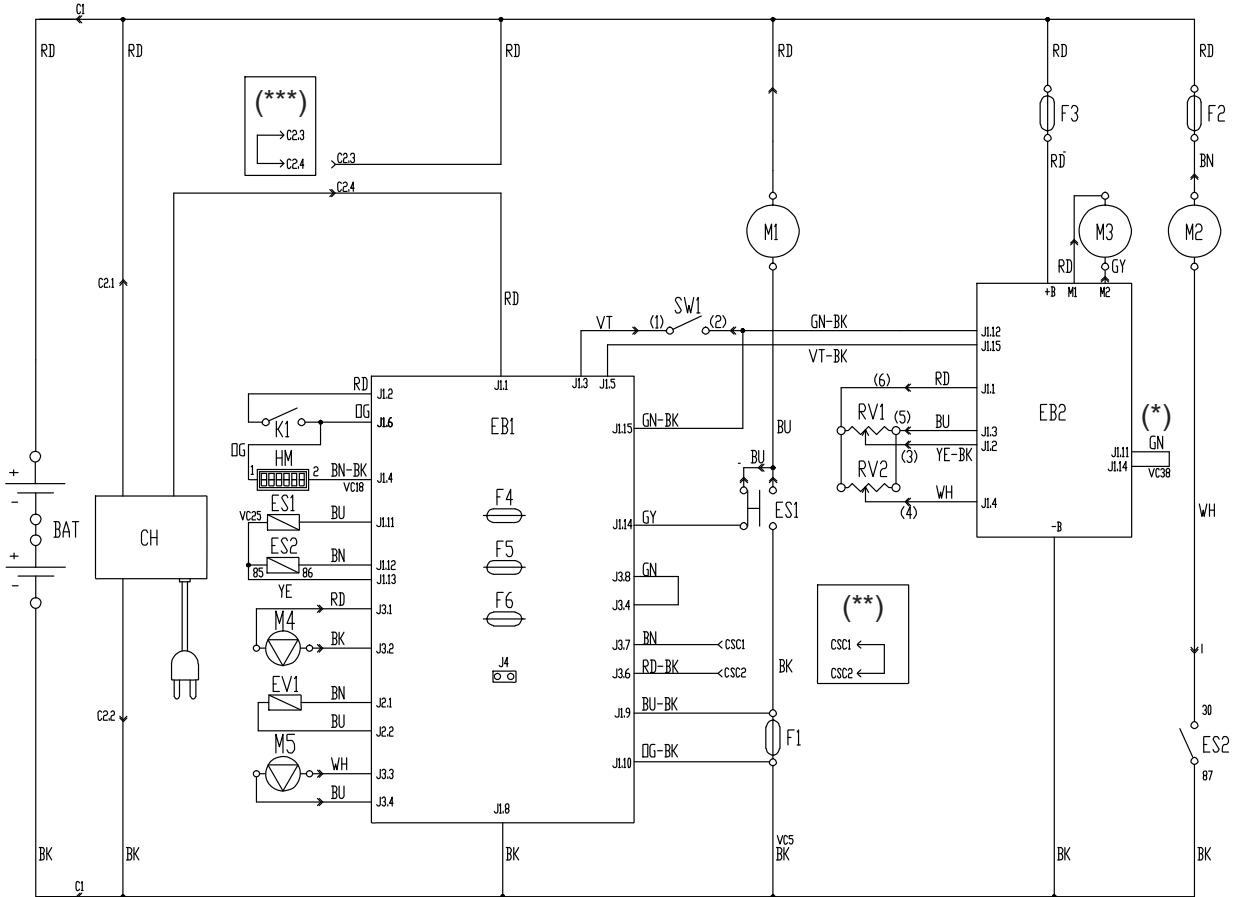 C1
RD RD RD RD RD RD
(***)
C2.3
C2.4
C2.3
C2.4
F3 F2
RD BN
M1 M3 M2
RD GY
C2.1
+B M1 M2
RD
SW1
VT (1) (2) GN-BK J1.12
VT-BK J1.15
RD J1.2 J1.1 J1.3 J1.5
(6) RD J1.1
OG J1.6 EB1 GN-BK J1.15 BU
K1
RV1 (5) BU J1.3 EB2
(3) YE-BK J1.2
(*)
GN
J1.11
J1.14 VC38
OG HM
1 2 BN-BK J1.4
VC18
BU
RV2
(4) WH J1.4
+
-
BAT
+
-
CH
VC25 ES1 BU J1.11
F4
GY J1.14 ES1
-B
WH
ES2 BN J1.12
85 86 J1.13
YE
F5
GN J3.8
J3.4
RD J3.1
M4 BK J3.2
F6
(**)
CSC1
CSC2
BN J3.7 CSC1
RD-BK J3.6 CSC2
BK
J4
1
EV1 BN J2.1
BU J2.2
C2.2
BU-BK J1.9
F1
OG-BK J1.10
30
ES2
87
M5 WH J3.3
BU J3.4
J1.8
VC5
BK BK BK BK BK BK
C1